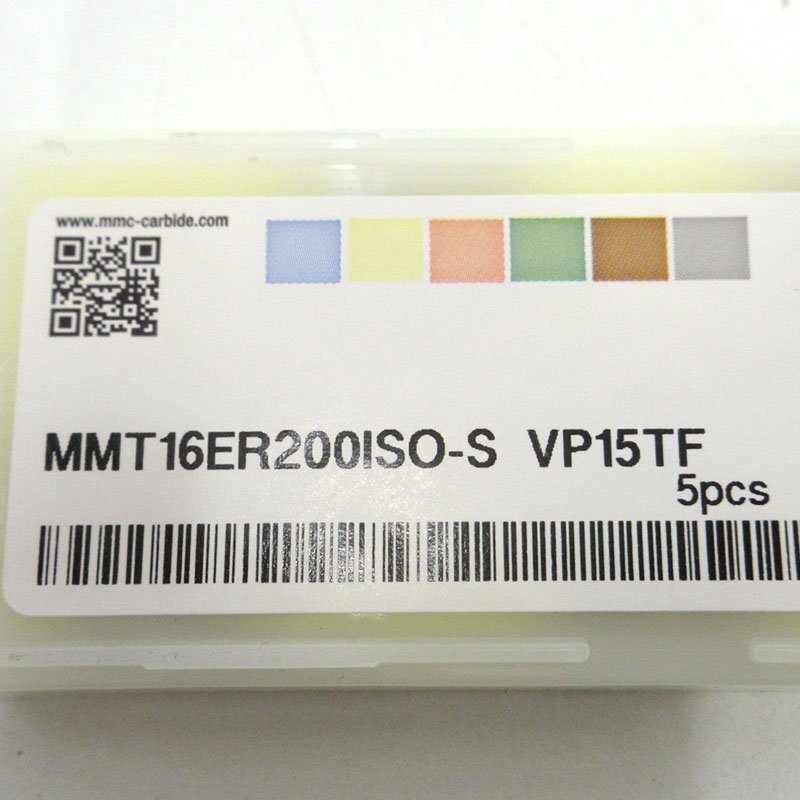 www.mmc-carbide.com
MMT16ER200ISO-S VP15TF
5pcs